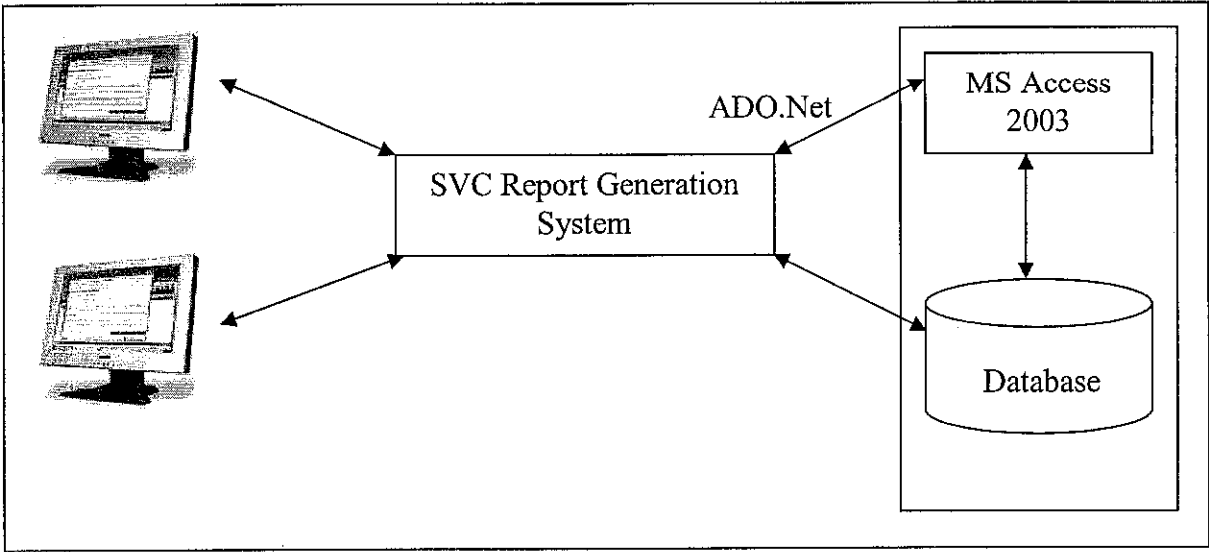 ADO.Net
MS Access
2003
SVC Report Generation
System
Database